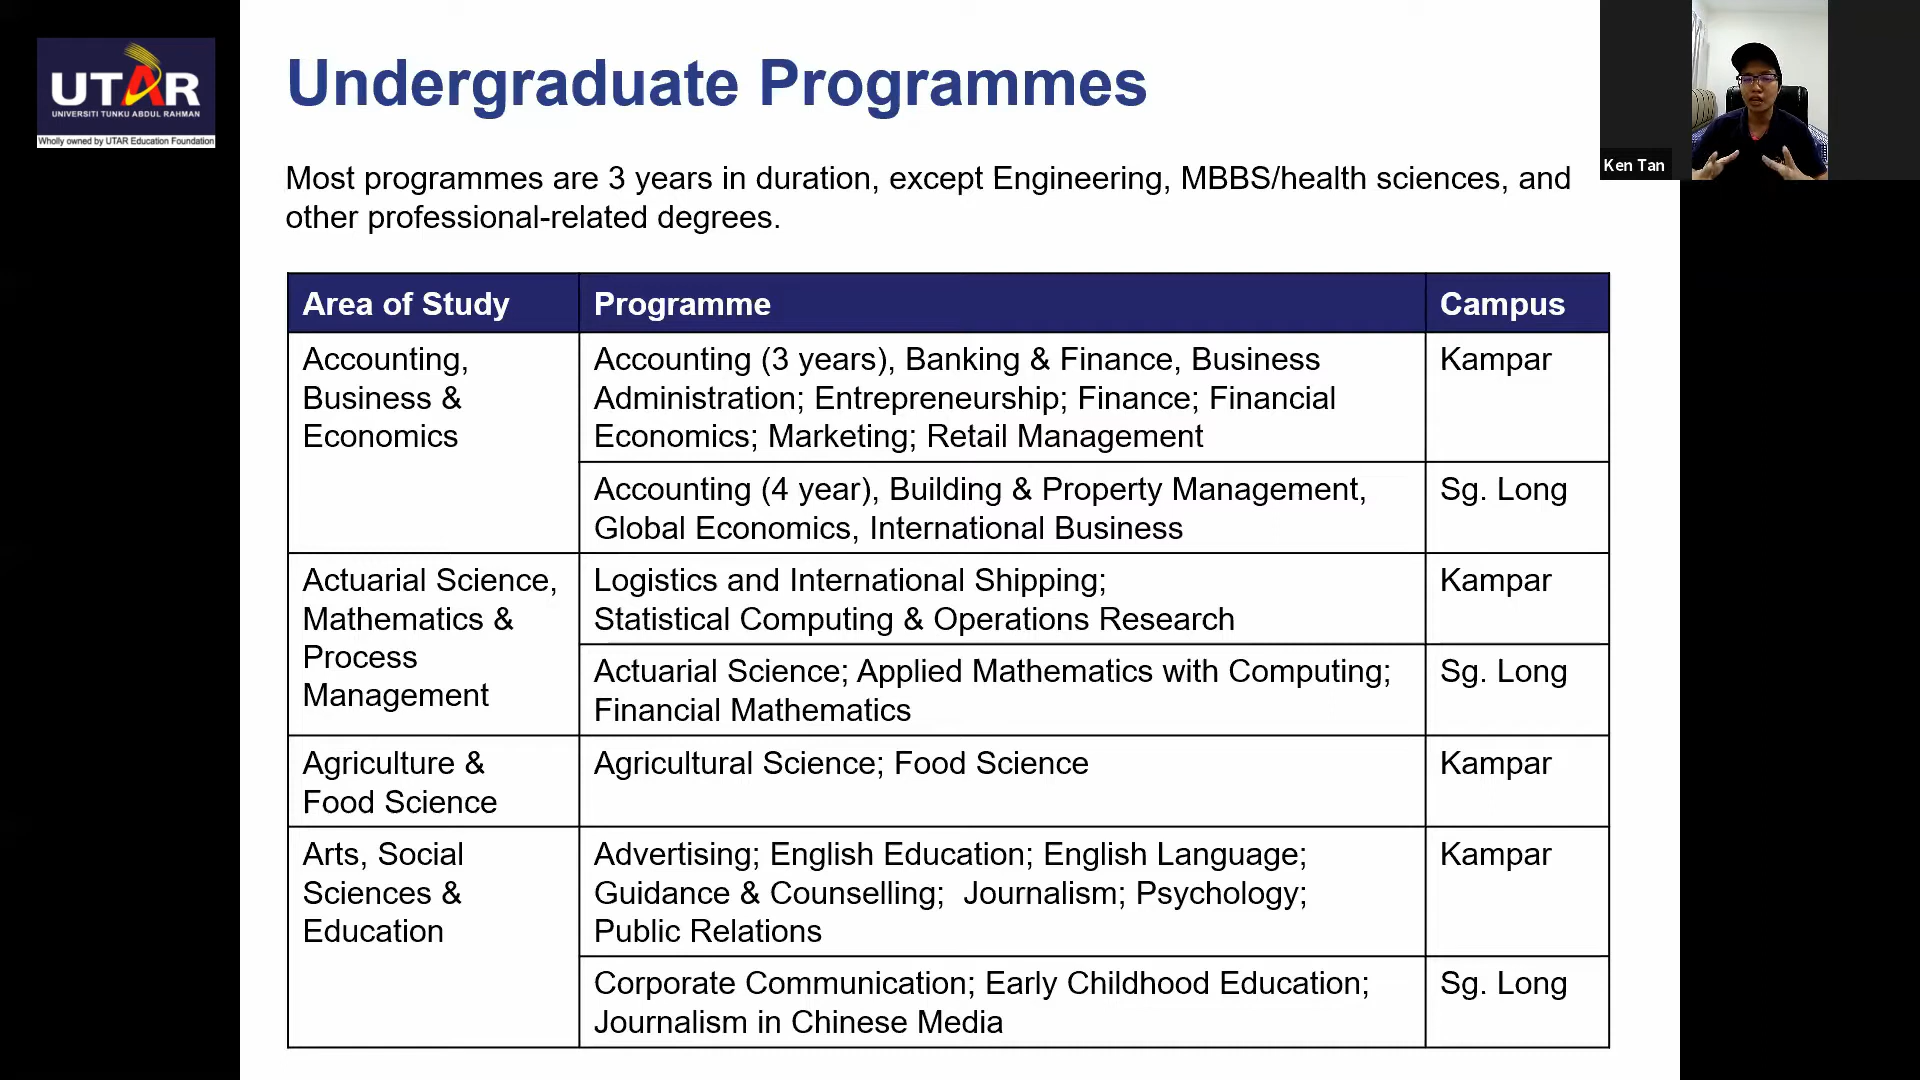 UTAR
UNIVERSITI TUNKU ABDUL RAHMAN
Wholly owned by UTAR Education Foundation
Undergraduate Programmes
Ken Tan
Most programmes are 3 years in duration, except Engineering, MBBS/health sciences, and
other professional-related degrees.
Area of Study
Programme
Campus
Accounting,
Business &
Economics
Accounting (3 years), Banking & Finance, Business
Administration; Entrepreneurship; Finance; Financial
Economics; Marketing; Retail Management
Kampar
Accounting (4 year), Building & Property Management,
Global Economics, International Business
Sg. Long
Actuarial Science,
Mathematics &
Process
Management
Logistics and International Shipping;
Statistical Computing & Operations Research
Kampar
Actuarial Science; Applied Mathematics with Computing;
Financial Mathematics
Sg. Long
Agriculture &
Food Science
Agricultural Science; Food Science
Kampar
Arts, Social
Sciences &
Education
Advertising; English Education; English Language;
Guidance & Counselling; Journalism; Psychology;
Public Relations
Kampar
Corporate Communication; Early Childhood Education;
Journalism in Chinese Media
Sg. Long